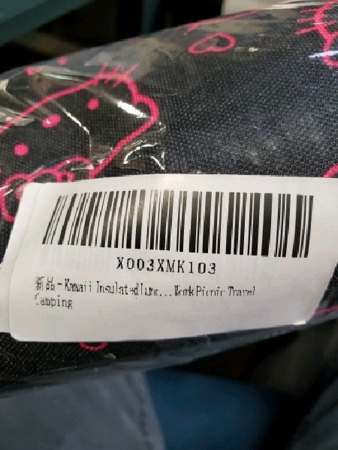 X003XMK103
新品 - Kawaii Insulated lunc... Work Picnic Travel
Camping